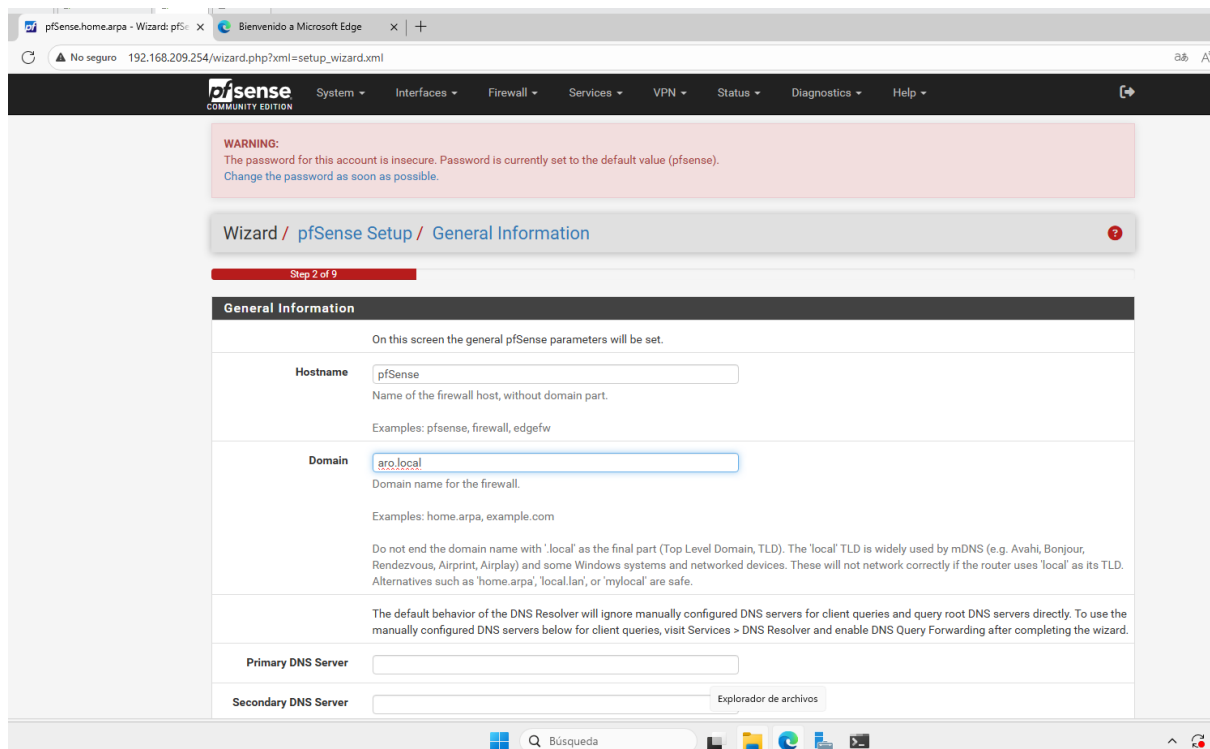 pfSense.home.arpa - Wizard: pfSe
Bienvenido a Microsoft Edge
No seguro 192.168.209.254/wizard.php?xml=setup_wizard.xml
pfsense
COMMUNITY EDITION
System
Interfaces
Firewall
Services
VPN
Status
Diagnostics
Help
WARNING:
The password for this account is insecure. Password is currently set to the default value (pfsense).
Change the password as soon as possible.
Wizard / pfSense Setup / General Information
Step 2 of 9
General Information
On this screen the general pfSense parameters will be set.
Hostname
pfSense
Name of the firewall host, without domain part.
Examples: pfsense, firewall, edgefw
Domain
aro.local
Domain name for the firewall.
Examples: home.arpa, example.com
Do not end the domain name with '.local' as the final part (Top Level Domain, TLD). The 'local' TLD is widely used by mDNS (e.g. Avahi, Bonjour,
Rendezvous, Airprint, Airplay) and some Windows systems and networked devices. These will not network correctly if the router uses 'local' as its TLD.
Alternatives such as 'home.arpa', 'local.lan', or 'mylocal' are safe.
The default behavior of the DNS Resolver will ignore manually configured DNS servers for client queries and query root DNS servers directly. To use the
manually configured DNS servers below for client queries, visit Services > DNS Resolver and enable DNS Query Forwarding after completing the wizard.
Primary DNS Server
Secondary DNS Server
Explorador de archivos
Búsqueda